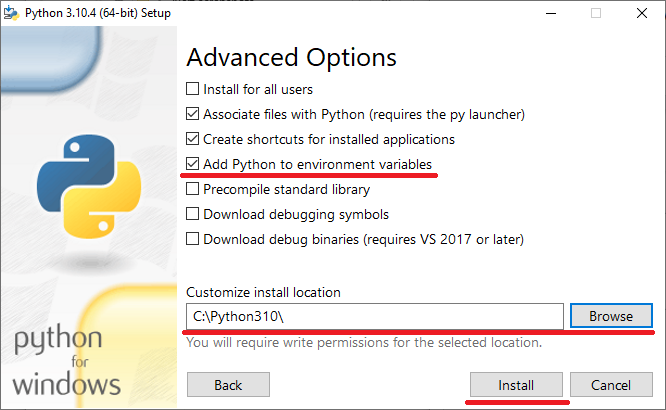 Python 3.10.4 (64-bit) Setup
Advanced Options
Install for all users
Associate files with Python (requires the py launcher)
Create shortcuts for installed applications
Add Python to environment variables
Precompile standard library
Download debugging symbols
Download debug binaries (requires VS 2017 or later)
Customize install location
C:\Python310\
Browse
You will require write permissions for the selected location.
python
for
windows
Back
Install
Cancel